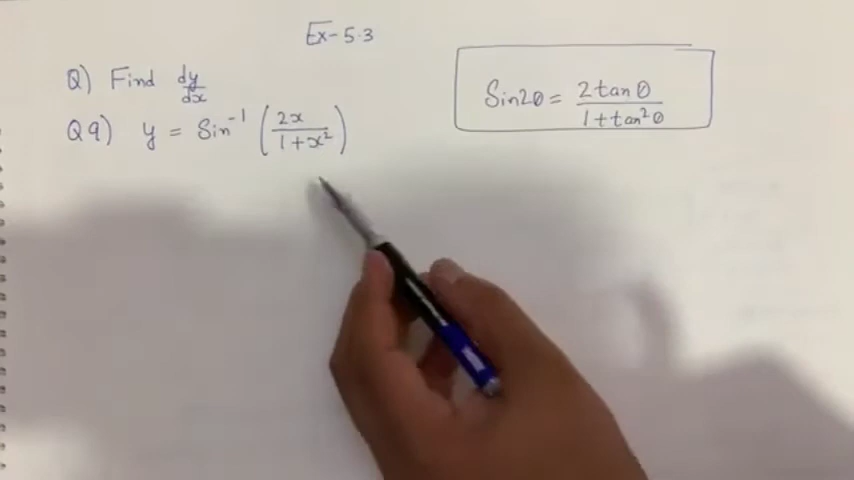 Ex-5.3
Q) Find dy/dx
Q9) y = Sin⁻¹ (2x/(1+x²))
Sin2θ = 2tanθ/(1+tan²θ)